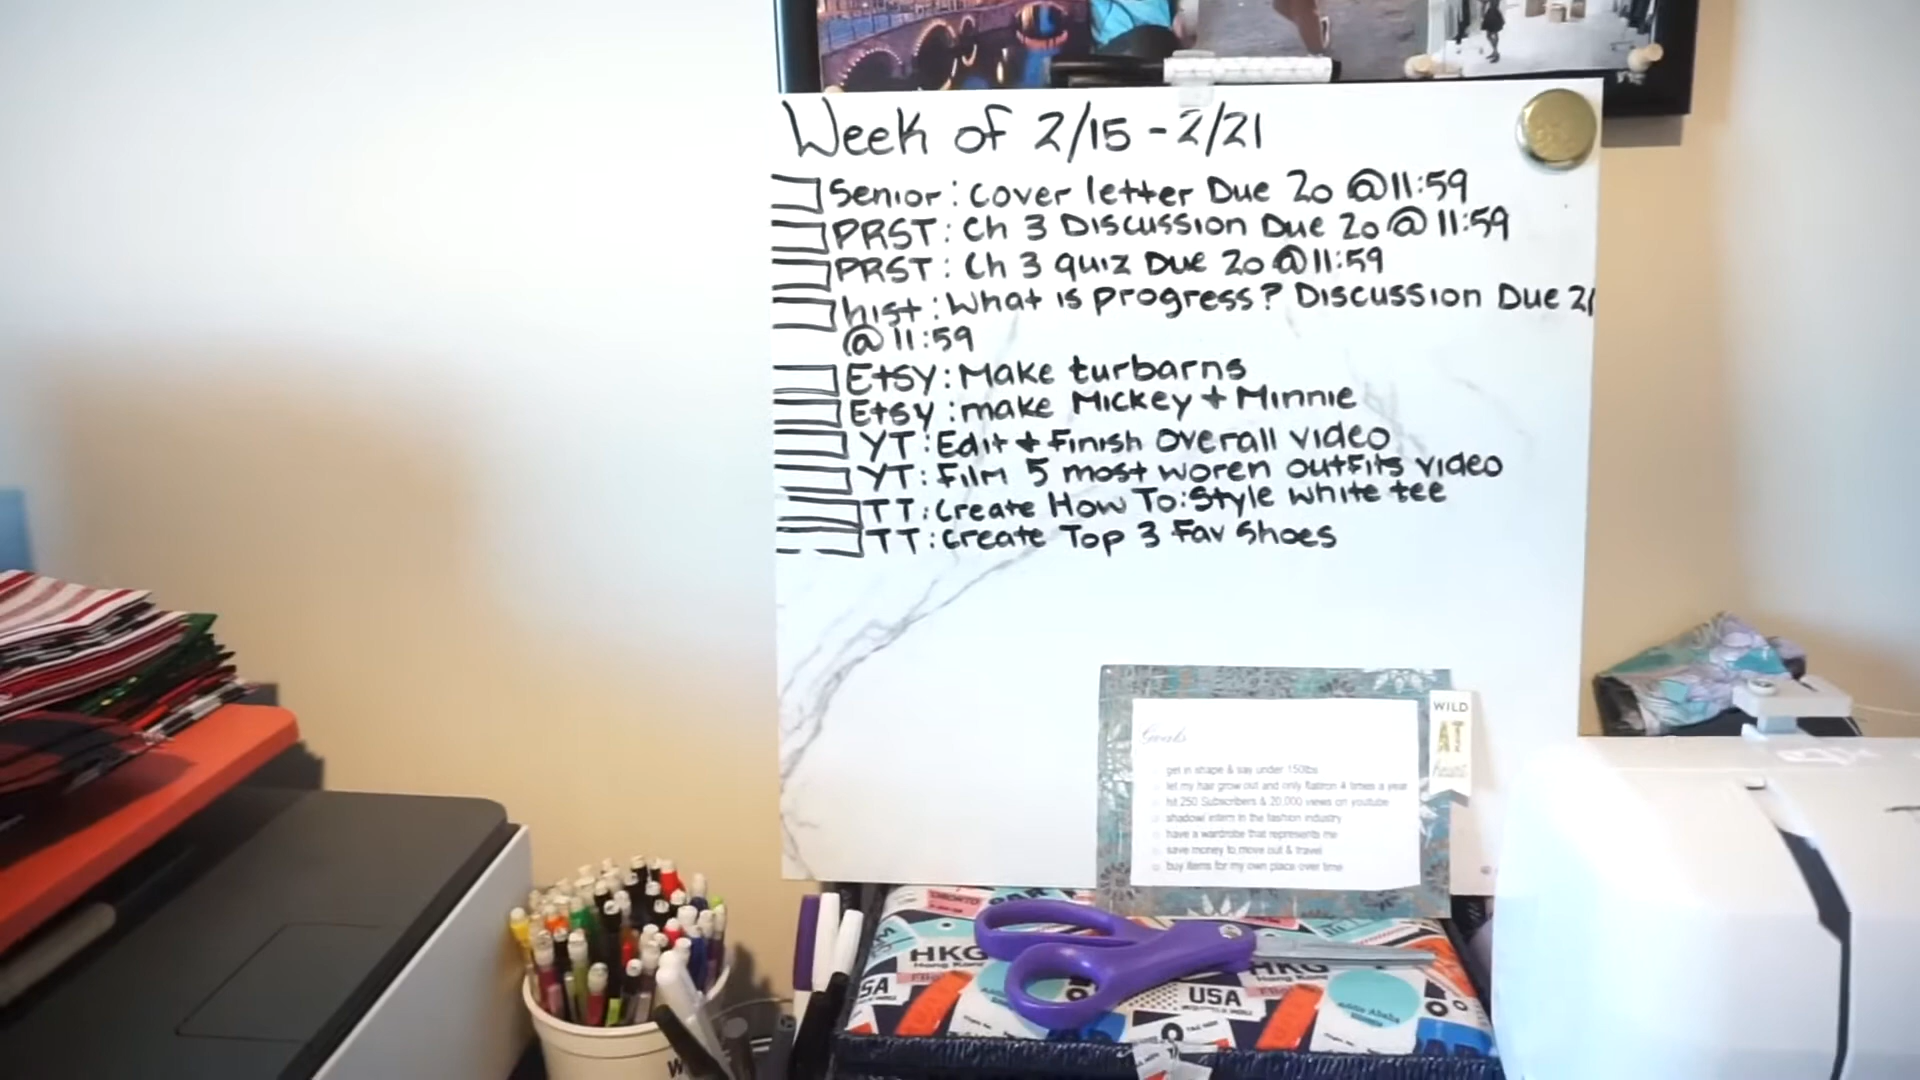 Week of 2/15 - 2/21
Senior: Cover letter Due 20 @11:59
PRST: Ch 3 Discussion Due 20 @ 11:59
PRST: Ch 3 quiz Due 20 @11:59
hist: What is progress? Discussion Due 21
@ 11:59
Etsy: Make turbarns
Etsy: make Mickey + Minnie
YT: Edit + Finish Overall video
YT: Film 5 most woren outfits video
TT: Create How To: Style white tee
TT: Create Top 3 Fav Shoes
Goals
get in shape & say under 150lbs
let my hair grow out and only flatiron 4 times a year
hit 250 Subscribers & 20,000 views on youtube
shadow/ intern in the fashion industry
have a wardrobe that represents me
save money to move out & travel
buy items for my own place over time
WILD
AT
heart
TORONTO
HKG
Hong Kong
HKG
USA
USA
Addis Ababa